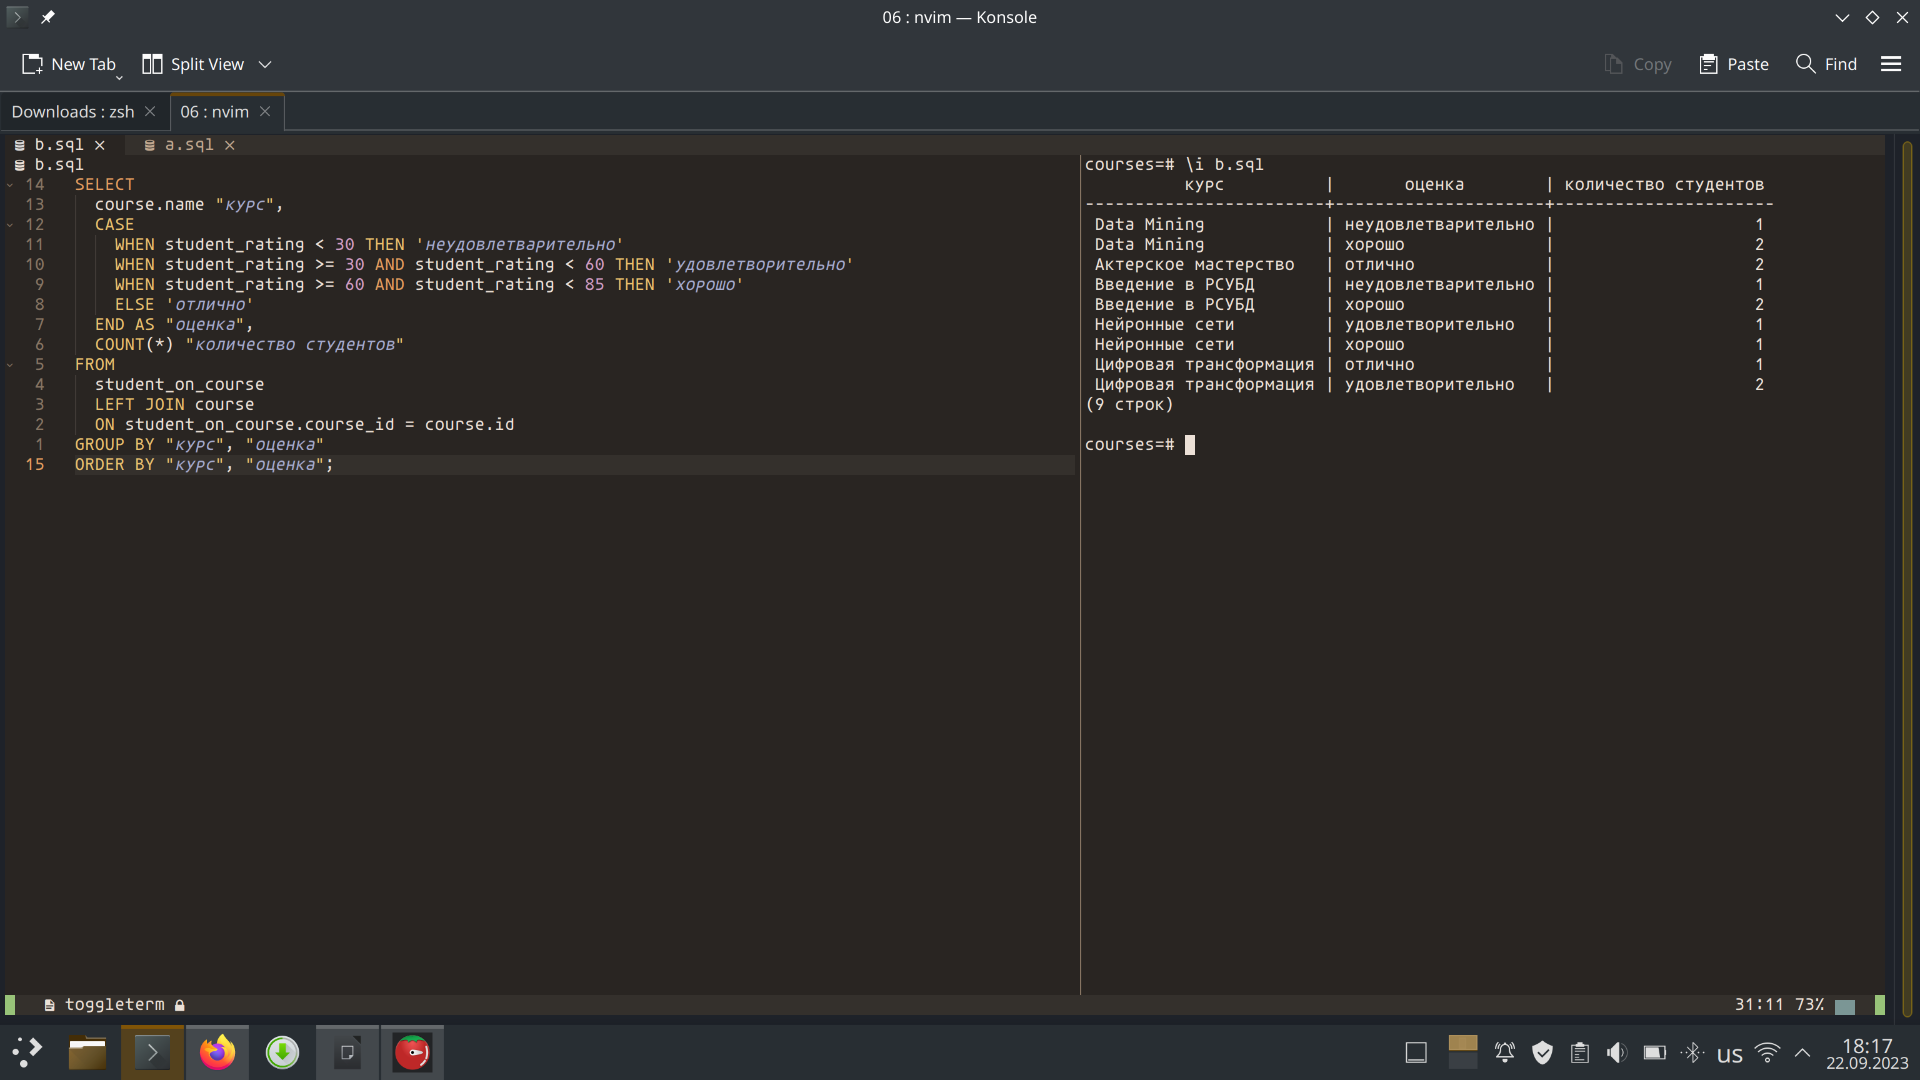 06 : nvim — Konsole
New Tab Split View Copy Paste Find
Downloads : zsh 06 : nvim
b.sql a.sql
b.sql
14 SELECT
13 course.name "курс",
12 CASE
11 WHEN student_rating < 30 THEN 'неудовлетварительно'
10 WHEN student_rating >= 30 AND student_rating < 60 THEN 'удовлетворительно'
9 WHEN student_rating >= 60 AND student_rating < 85 THEN 'хорошо'
8 ELSE 'отлично'
7 END AS "оценка",
6 COUNT(*) "количество студентов"
5 FROM
4 student_on_course
3 LEFT JOIN course
2 ON student_on_course.course_id = course.id
1 GROUP BY "курс", "оценка"
15 ORDER BY "курс", "оценка";
courses=# \i b.sql
курс | оценка | количество студентов
------------------------+---------------------+----------------------
Data Mining | неудовлетварительно | 1
Data Mining | хорошо | 2
Актерское мастерство | отлично | 2
Введение в РСУБД | неудовлетварительно | 1
Введение в РСУБД | хорошо | 2
Нейронные сети | удовлетворительно | 1
Нейронные сети | хорошо | 1
Цифровая трансформация | отлично | 1
Цифровая трансформация | удовлетворительно | 2
(9 строк)
courses=#
toggleterm 31:11 73%
us 18:17
22.09.2023